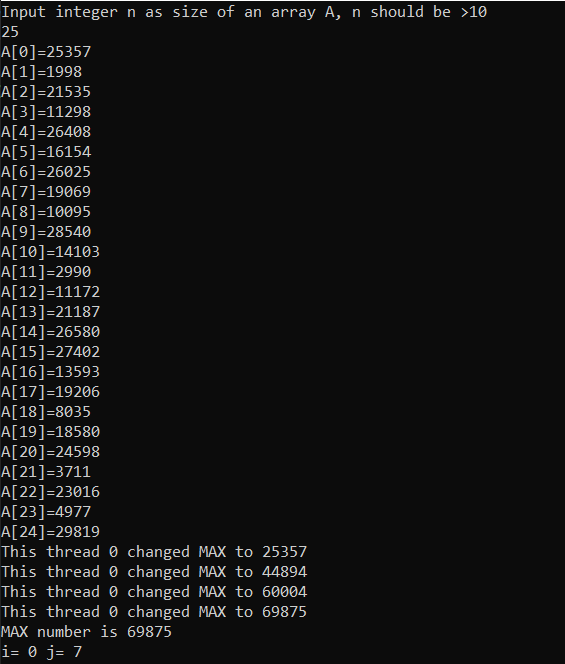 Input integer n as size of an array A, n should be >10
25
A[0]=25357
A[1]=1998
A[2]=21535
A[3]=11298
A[4]=26408
A[5]=16154
A[6]=26025
A[7]=19069
A[8]=10095
A[9]=28540
A[10]=14103
A[11]=2990
A[12]=11172
A[13]=21187
A[14]=26580
A[15]=27402
A[16]=13593
A[17]=19206
A[18]=8035
A[19]=18580
A[20]=24598
A[21]=3711
A[22]=23016
A[23]=4977
A[24]=29819
This thread 0 changed MAX to 25357
This thread 0 changed MAX to 44894
This thread 0 changed MAX to 60004
This thread 0 changed MAX to 69875
MAX number is 69875
i= 0 j= 7